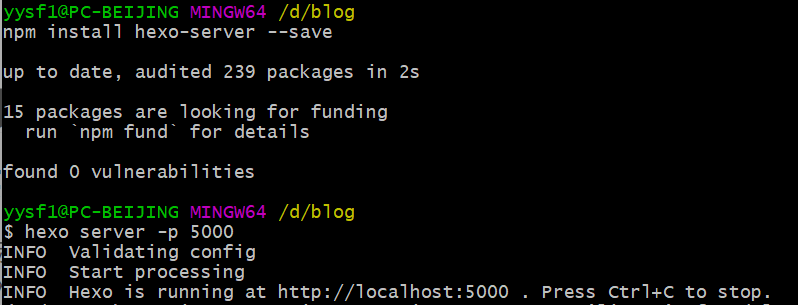 yysf1@PC-BEIJING MINGW64 /d/blog
npm install hexo-server --save
up to date, audited 239 packages in 2s
15 packages are looking for funding
run `npm fund` for details
found 0 vulnerabilities
yysf1@PC-BEIJING MINGW64 /d/blog
$ hexo server -p 5000
INFO  Validating config
INFO  Start processing
INFO  Hexo is running at http://localhost:5000 . Press Ctrl+C to stop.